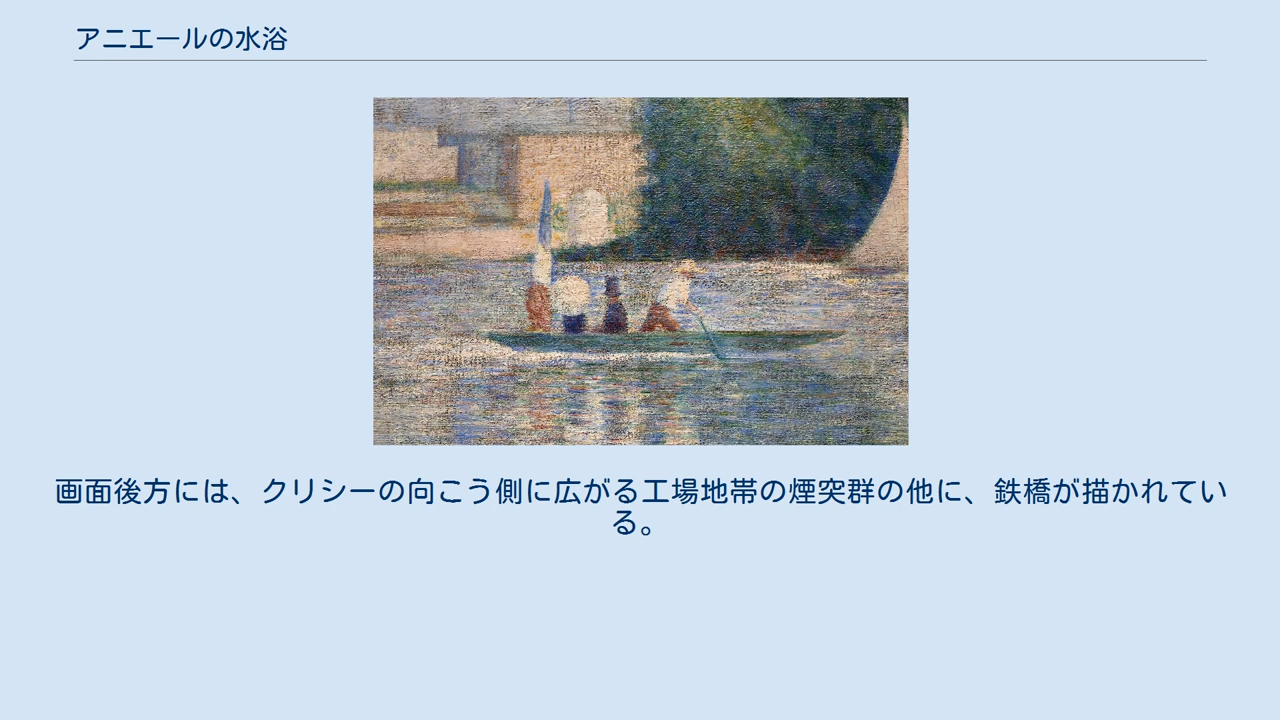 アニエールの水浴
画面後方には、クリシーの向こう側に広がる工場地帯の煙突群の他に、鉄橋が描かれてい
る。